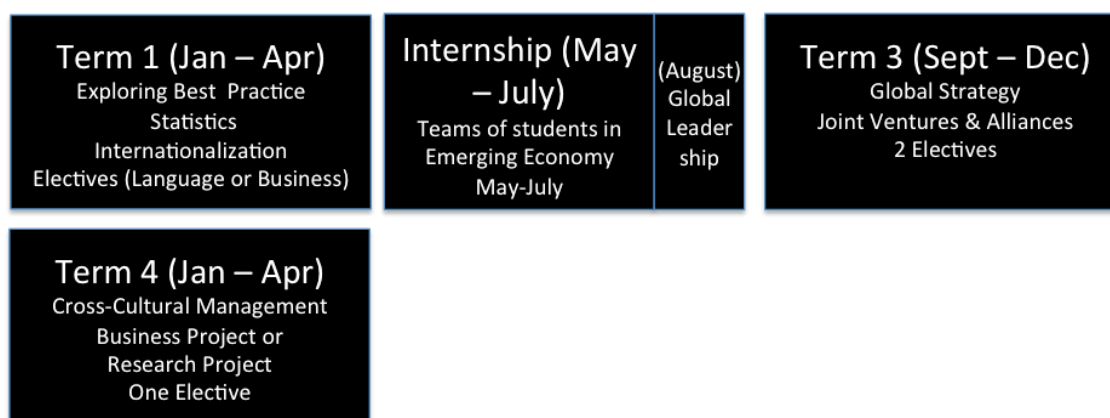 Term 1 (Jan – Apr)
Exploring Best Practice
Statistics
Internationalization
Electives (Language or Business)
Internship (May
– July)
Teams of students in
Emerging Economy
May-July
(August)
Global
Leader
ship
Term 3 (Sept – Dec)
Global Strategy
Joint Ventures & Alliances
2 Electives
Term 4 (Jan – Apr)
Cross-Cultural Management
Business Project or
Research Project
One Elective